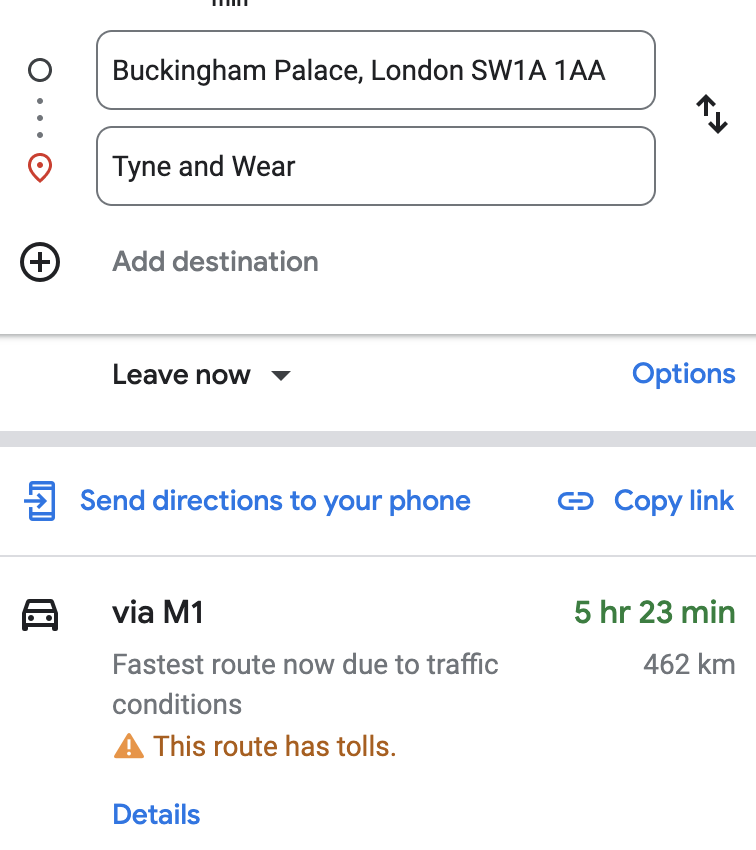 min
Buckingham Palace, London SW1A 1AA
Tyne and Wear
Add destination
Leave now
Options
Send directions to your phone
Copy link
via M1
5 hr 23 min
Fastest route now due to traffic
conditions
462 km
This route has tolls.
Details